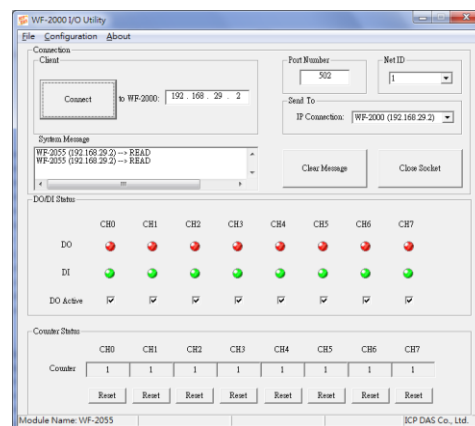 WF-2000 I/O Utility
File Configuration About
Connection
Client
Connect
to WF-2000:
192 . 168 . 29 . 2
Port Number
502
Net ID
1
Send To
IP Connection:
WF-2000 (192.168.29.2)
System Message
WF-2055 (192.168.29.2) --> READ
WF-2055 (192.168.29.2) --> READ
Clear Message
Close Socket
DO/DI Status
CH0 CH1 CH2 CH3 CH4 CH5 CH6 CH7
DO
DI
DO Active
Counter Status
CH0 CH1 CH2 CH3 CH4 CH5 CH6 CH7
Counter 1 1 1 1 1 1 1 1
Reset Reset Reset Reset Reset Reset Reset Reset
Module Name: WF-2055
ICP DAS Co., Ltd.